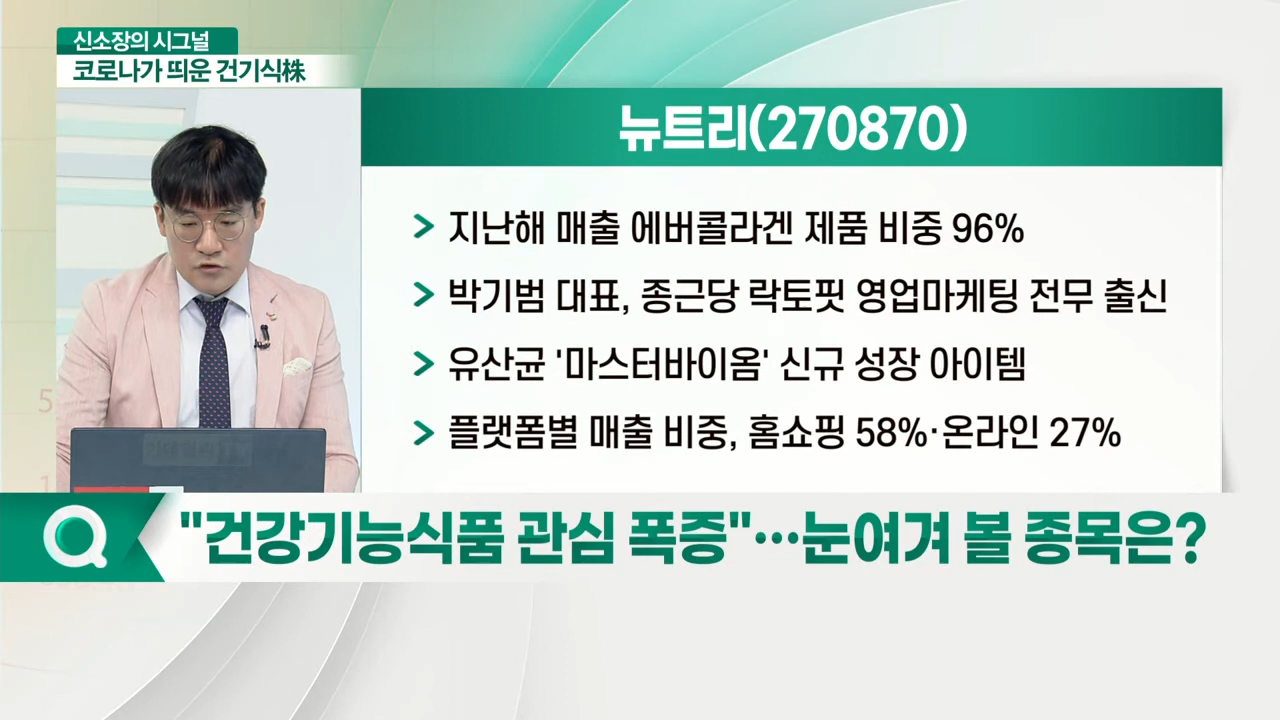 신소장의 시그널
코로나가 띄운 건기식株
뉴트리(270870)
> 지난해 매출 에버콜라겐 제품 비중 96%
> 박기범 대표, 종근당 락토핏 영업마케팅 전무 출신
> 유산균 '마스터바이옴' 신규 성장 아이템
> 플랫폼별 매출 비중, 홈쇼핑 58%·온라인 27%
"건강기능식품 관심 폭증"…눈여겨 볼 종목은?